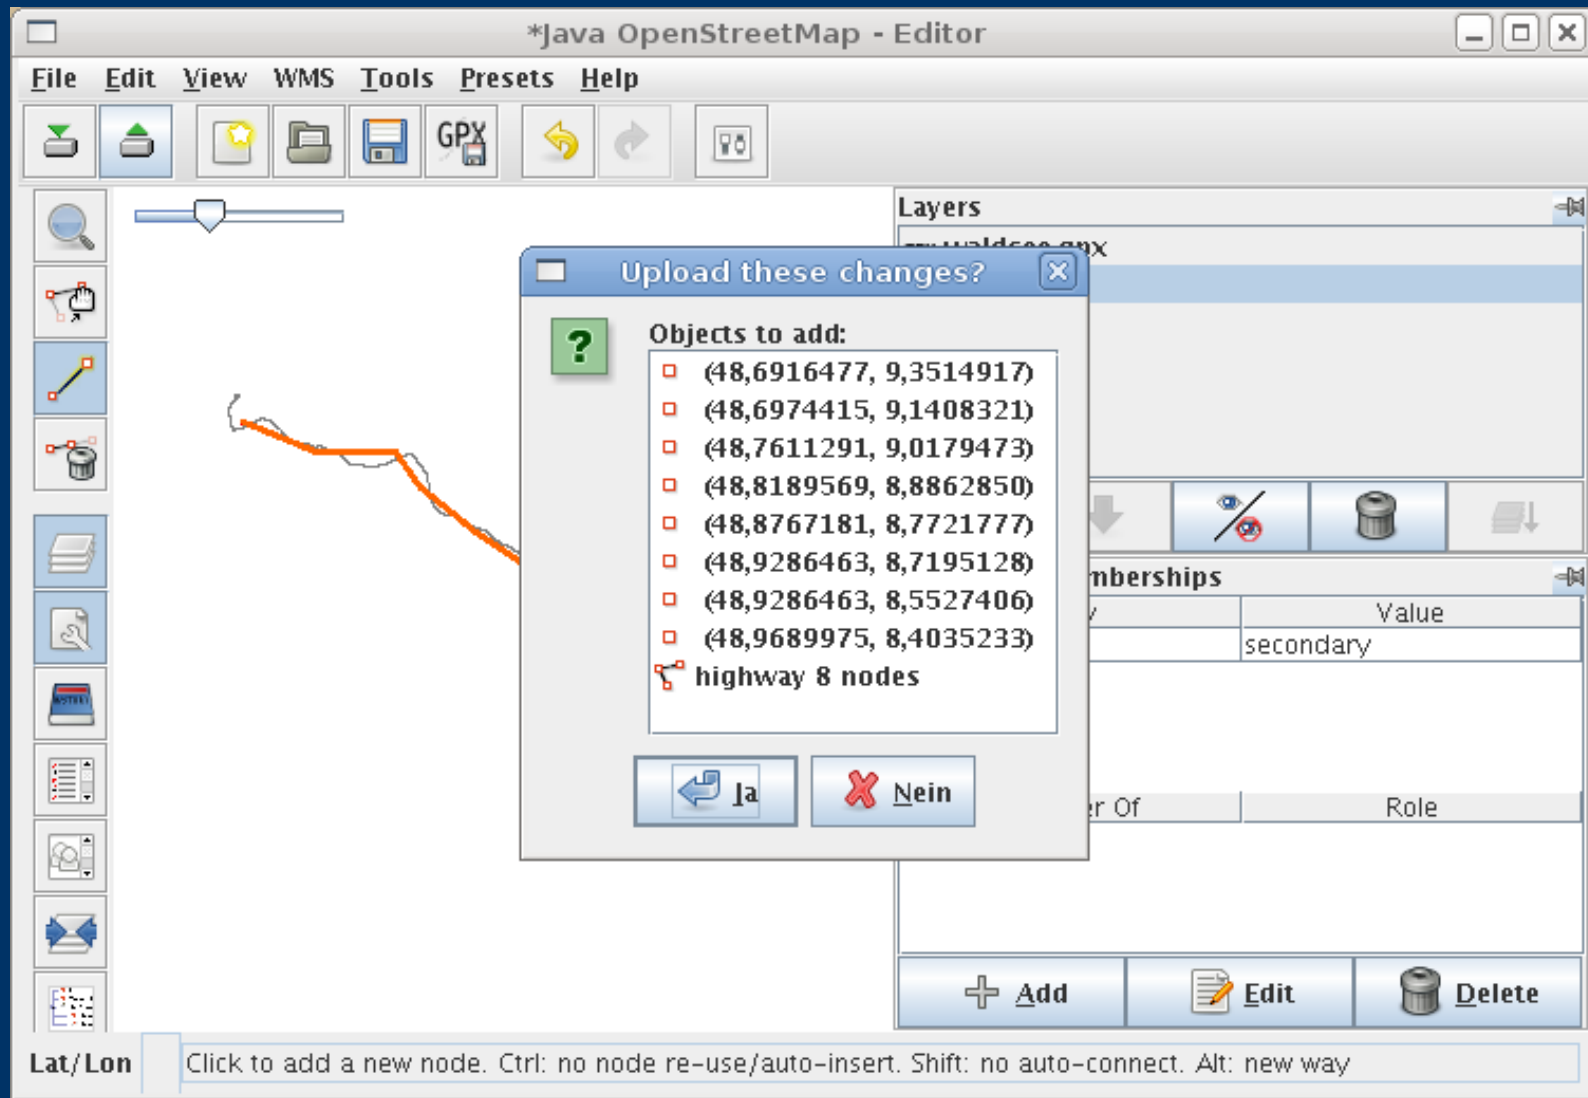 *Java OpenStreetMap - Editor
File Edit View WMS Tools Presets Help
GPX
Layers
Upload these changes?
Objects to add:
(48,6916477, 9,3514917)
(48,6974415, 9,1408321)
(48,7611291, 9,0179473)
(48,8189569, 8,8862850)
(48,8767181, 8,7721777)
(48,9286463, 8,7195128)
(48,9286463, 8,5527406)
(48,9689975, 8,4035233)
highway 8 nodes
Ja Nein
Value
secondary
Of Role
Add Edit Delete
Lat/Lon Click to add a new node. Ctrl: no node re-use/auto-insert. Shift: no auto-connect. Alt: new way